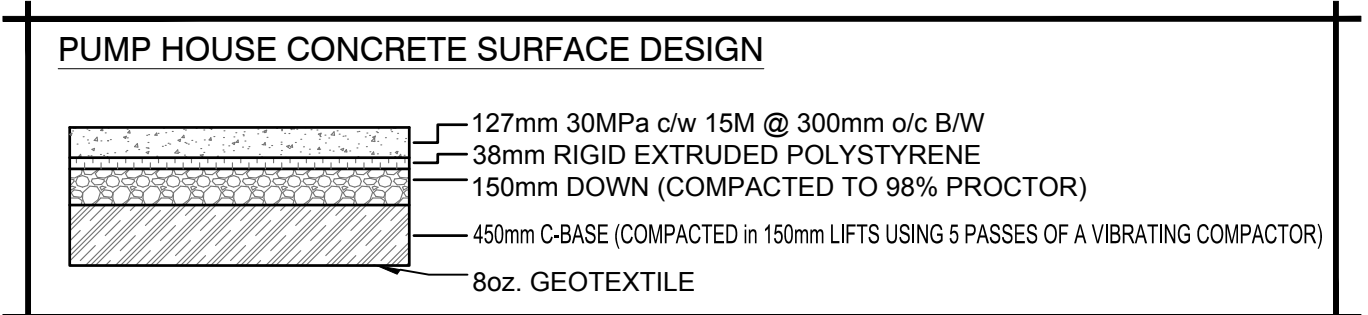 PUMP HOUSE CONCRETE SURFACE DESIGN
127mm 30MPa c/w 15M @ 300mm o/c B/W
38mm RIGID EXTRUDED POLYSTYRENE
150mm DOWN (COMPACTED TO 98% PROCTOR)
450mm C-BASE (COMPACTED in 150mm LIFTS USING 5 PASSES OF A VIBRATING COMPACTOR)
8oz. GEOTEXTILE